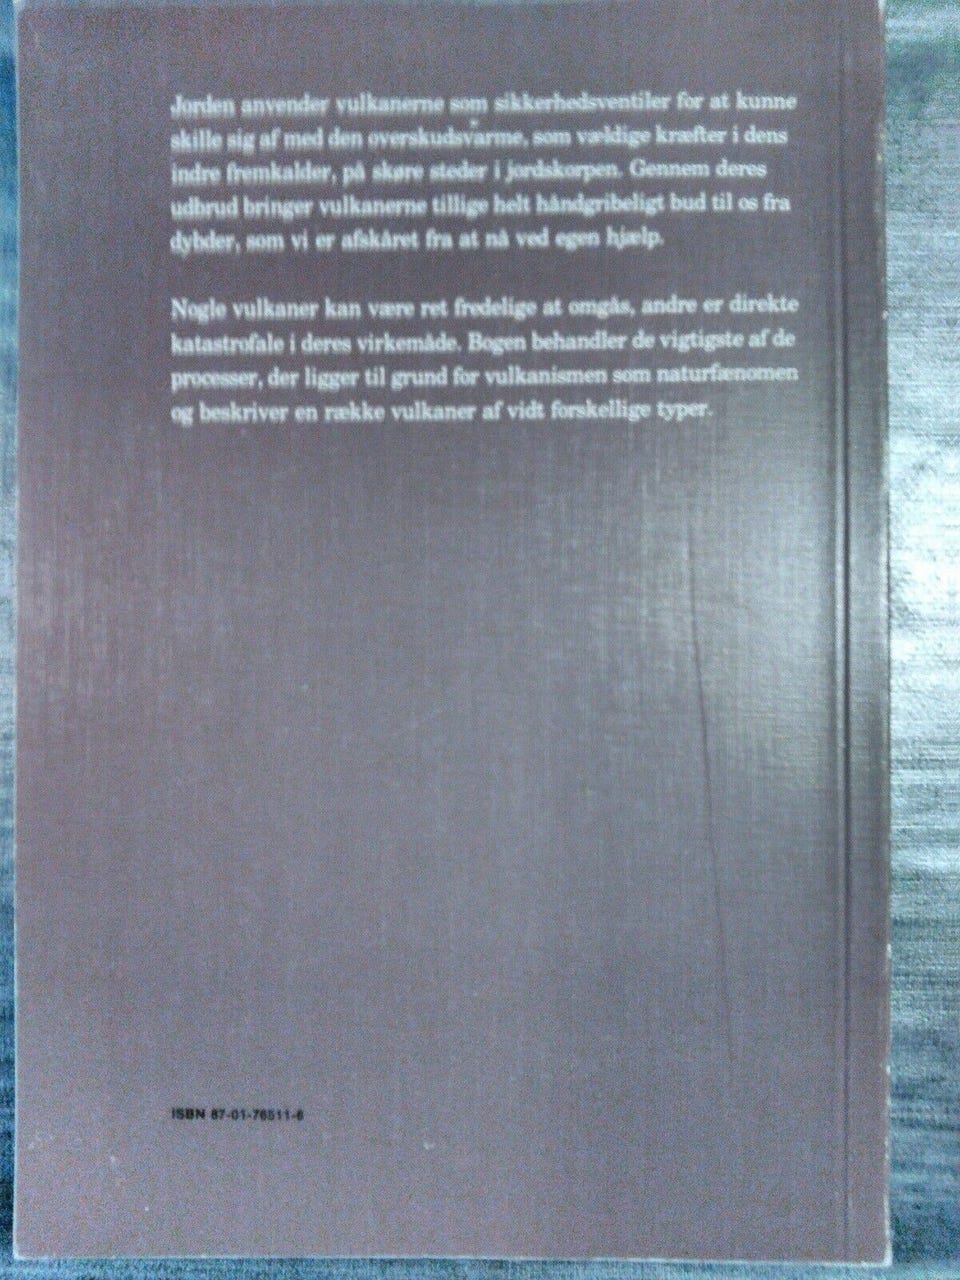 Jorden anvender vulkanerne som sikkerhedsventiler for at kunne
skille sig af med den overskudsvarme, som vældige kræfter i dens
indre fremkalder, på skøre steder i jordskorpen. Gennem deres
udbrud bringer vulkanerne tillige helt håndgribeligt bud til os fra
dybder, som vi er afskåret fra at nå ved egen hjælp.
Nogle vulkaner kan være ret fredelige at omgås, andre er direkte
katastrofale i deres virkemåde. Bogen behandler de vigtigste af de
processer, der ligger til grund for vulkanismen som naturfænomen
og beskriver en række vulkaner af vidt forskellige typer.
ISBN 87-01-76511-6